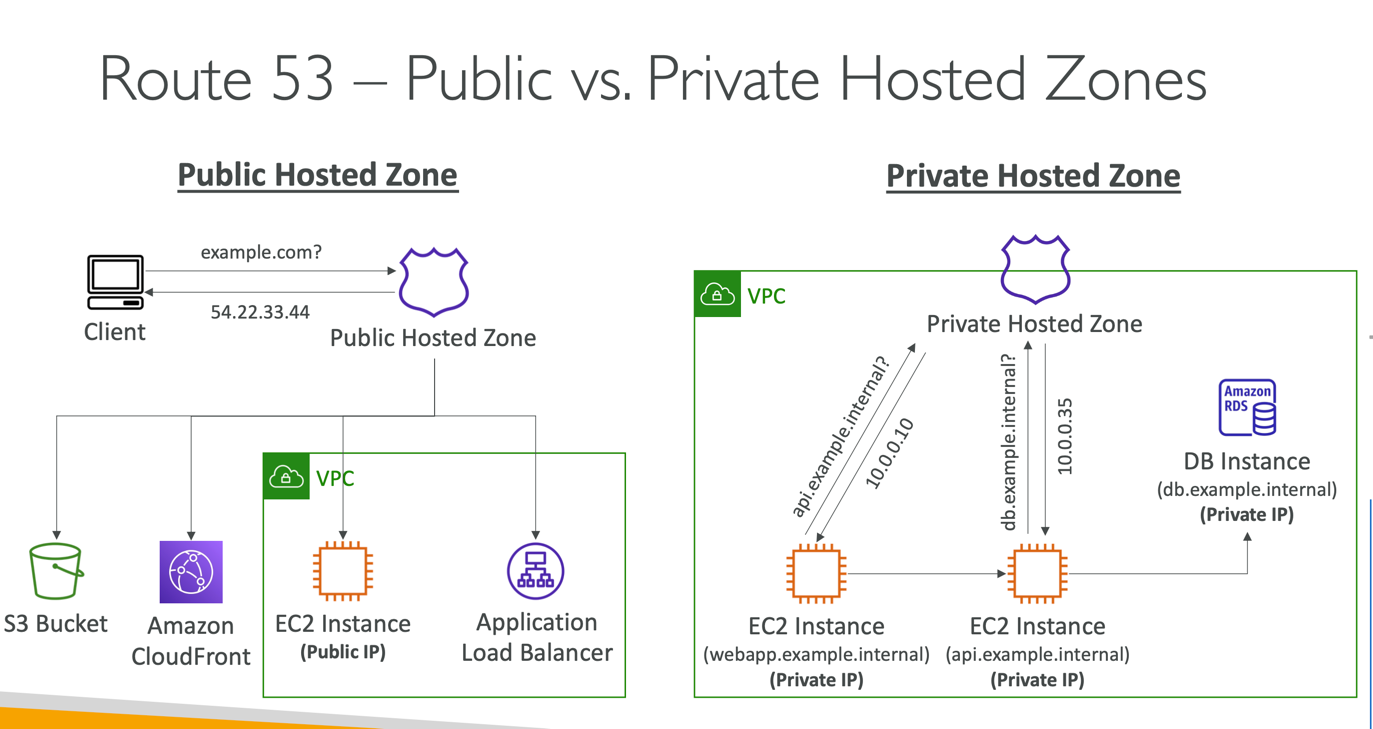 Route 53 – Public vs. Private Hosted Zones
Public Hosted Zone
example.com?
54.22.33.44
Client
Public Hosted Zone
VPC
S3 Bucket
Amazon
CloudFront
EC2 Instance
(Public IP)
Application
Load Balancer
Private Hosted Zone
VPC
Private Hosted Zone
api.example.internal?
10.0.0.10
db.example.internal?
10.0.0.35
Amazon
RDS
DB Instance
(db.example.internal)
(Private IP)
EC2 Instance
(webapp.example.internal)
(Private IP)
EC2 Instance
(api.example.internal)
(Private IP)